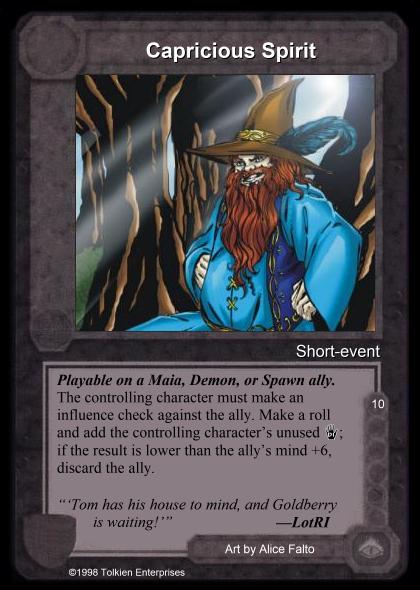 Capricious Spirit
Short-event
Playable on a Maia, Demon, or Spawn ally.
The controlling character must make an
influence check against the ally. Make a roll
and add the controlling character's unused DI;
if the result is lower than the ally's mind +6,
discard the ally.
10
“‘Tom has his house to mind, and Goldberry
is waiting!’” —LotRI
Art by Alice Falto
©1998 Tolkien Enterprises